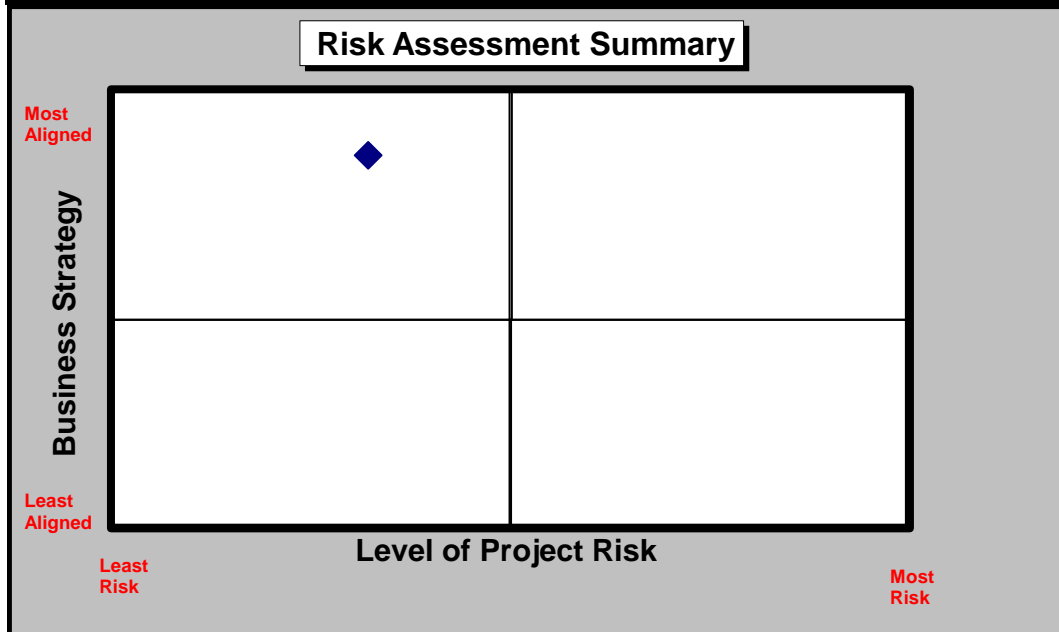 Risk Assessment Summary
Most
Aligned
Business Strategy
Least
Aligned
Level of Project Risk
Least
Risk
Most
Risk